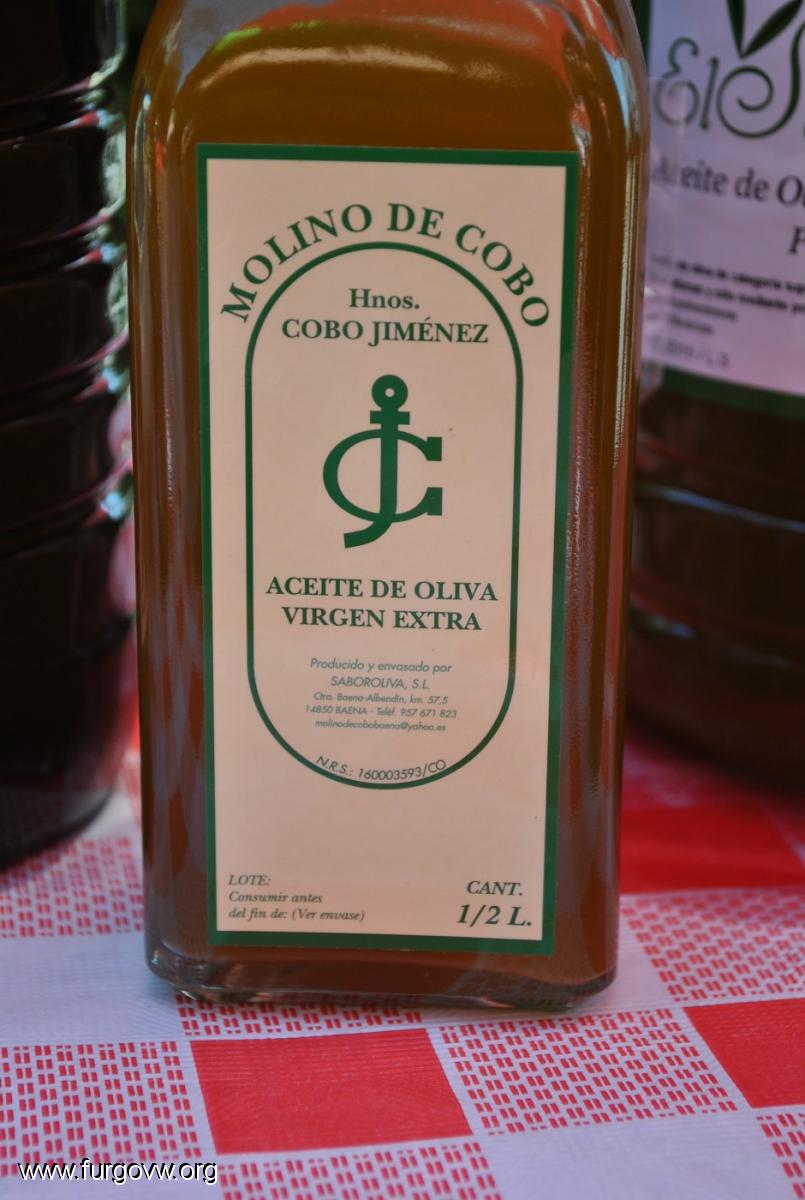 MOLINO DE COBO
Hnos.
COBO JIMÉNEZ
JC
ACEITE DE OLIVA
VIRGEN EXTRA
Producido y envasado por
SABOROLIVA, S.L.
Ctra. Baena-Albendín, km. 57,5
14850 BAENA - Teléf. 957 671 823
molinodecobobaena@yahoo.es
N.R.S.: 160003593/CO
LOTE:
Consumir antes
del fin de: (Ver envase)
CANT.
1/2 L.
El
Aceite de
www.furgovw.org